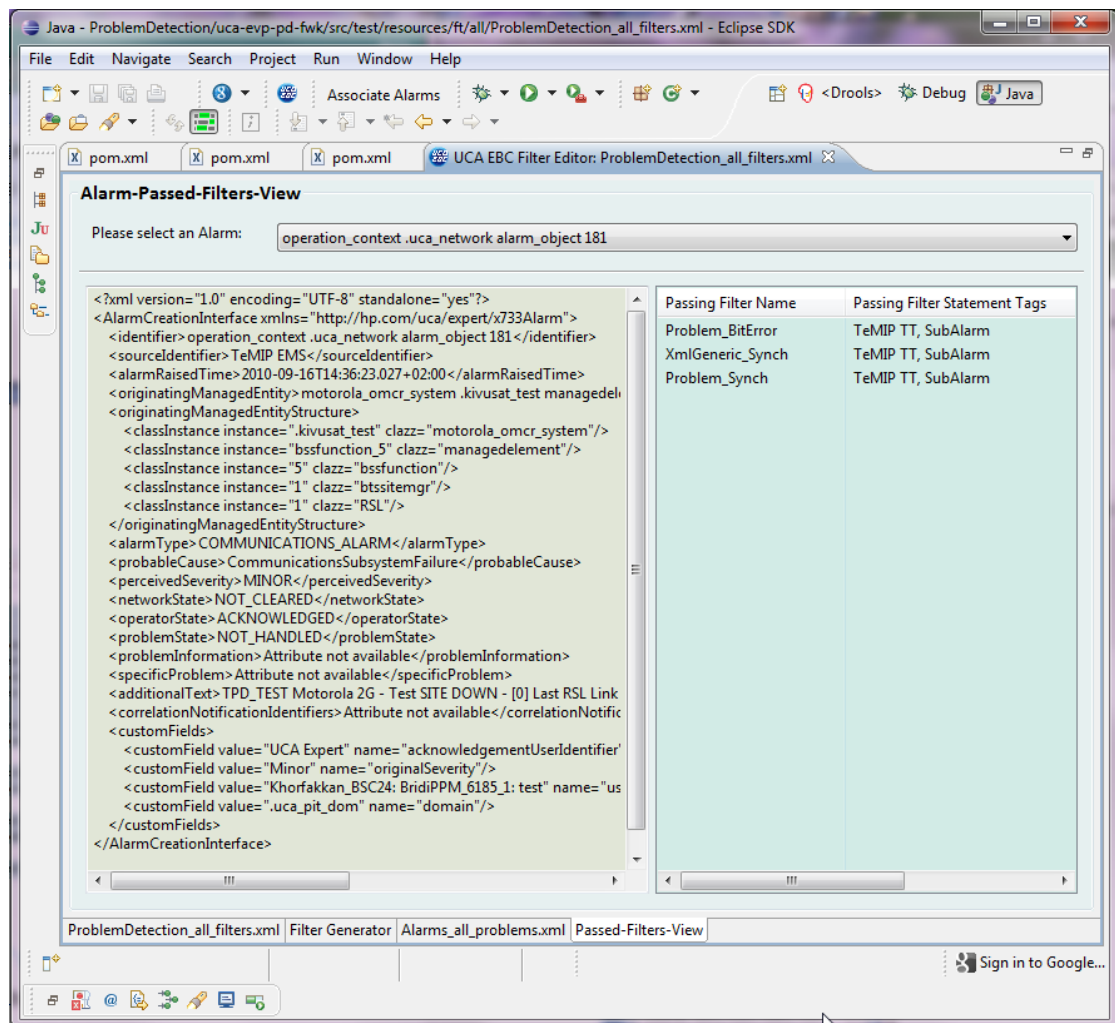 Java - ProblemDetection/uca-evp-pd-fwk/src/test/resources/ft/all/ProblemDetection_all_filters.xml - Eclipse SDK
File Edit Navigate Search Project Run Window Help
Associate Alarms <Drools> Debug Java
pom.xml pom.xml pom.xml UCA EBC Filter Editor: ProblemDetection_all_filters.xml
Alarm-Passed-Filters-View
Please select an Alarm: operation_context .uca_network alarm_object 181
<?xml version="1.0" encoding="UTF-8" standalone="yes"?>
<AlarmCreationInterface xmlns="http://hp.com/uca/expert/x733Alarm">
<identifier>operation_context .uca_network alarm_object 181</identifier>
<sourceIdentifier>TeMIP EMS</sourceIdentifier>
<alarmRaisedTime>2010-09-16T14:36:23.027+02:00</alarmRaisedTime>
<originatingManagedEntity>motorola_omcr_system .kivusat_test managedel
<originatingManagedEntityStructure>
<classInstance instance=".kivusat_test" clazz="motorola_omcr_system"/>
<classInstance instance="bssfunction_5" clazz="managedelement"/>
<classInstance instance="5" clazz="bssfunction"/>
<classInstance instance="1" clazz="btssitemgr"/>
<classInstance instance="1" clazz="RSL"/>
</originatingManagedEntityStructure>
<alarmType>COMMUNICATIONS_ALARM</alarmType>
<probableCause>CommunicationsSubsystemFailure</probableCause>
<perceivedSeverity>MINOR</perceivedSeverity>
<networkState>NOT_CLEARED</networkState>
<operatorState>ACKNOWLEDGED</operatorState>
<problemState>NOT_HANDLED</problemState>
<problemInformation>Attribute not available</problemInformation>
<specificProblem>Attribute not available</specificProblem>
<additionalText>TPD_TEST Motorola 2G - Test SITE DOWN - [0] Last RSL Link
<correlationNotificationIdentifiers>Attribute not available</correlationNotific
<customFields>
<customField value="UCA Expert" name="acknowledgementUserIdentifier"
<customField value="Minor" name="originalSeverity"/>
<customField value="Khorfakkan_BSC24: BridiPPM_6185_1: test" name="us
<customField value=".uca_pit_dom" name="domain"/>
</customFields>
</AlarmCreationInterface>
Passing Filter Name Passing Filter Statement Tags
Problem_BitError TeMIP TT, SubAlarm
XmlGeneric_Synch TeMIP TT, SubAlarm
Problem_Synch TeMIP TT, SubAlarm
ProblemDetection_all_filters.xml Filter Generator Alarms_all_problems.xml Passed-Filters-View
Sign in to Google...